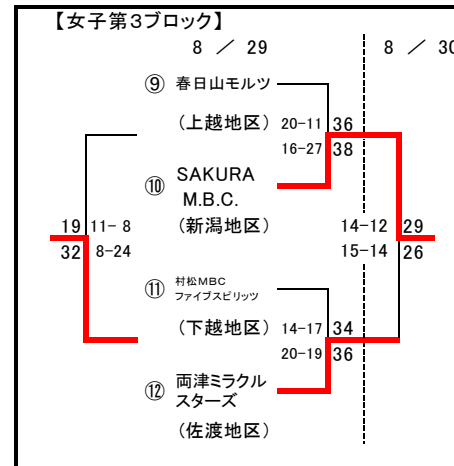 【女子第3ブロック】
8 ／ 29
8 ／ 30
⑨ 春日山モルツ
(上越地区) 20-11 36
16-27 38
⑩ SAKURA
M.B.C.
(新潟地区)
19 11- 8
32 8-24
14-12 29
15-14 26
⑪ 村松MBC
ファイブスピリッツ
(下越地区) 14-17 34
20-19 36
⑫ 両津ミラクル
スターズ
(佐渡地区)